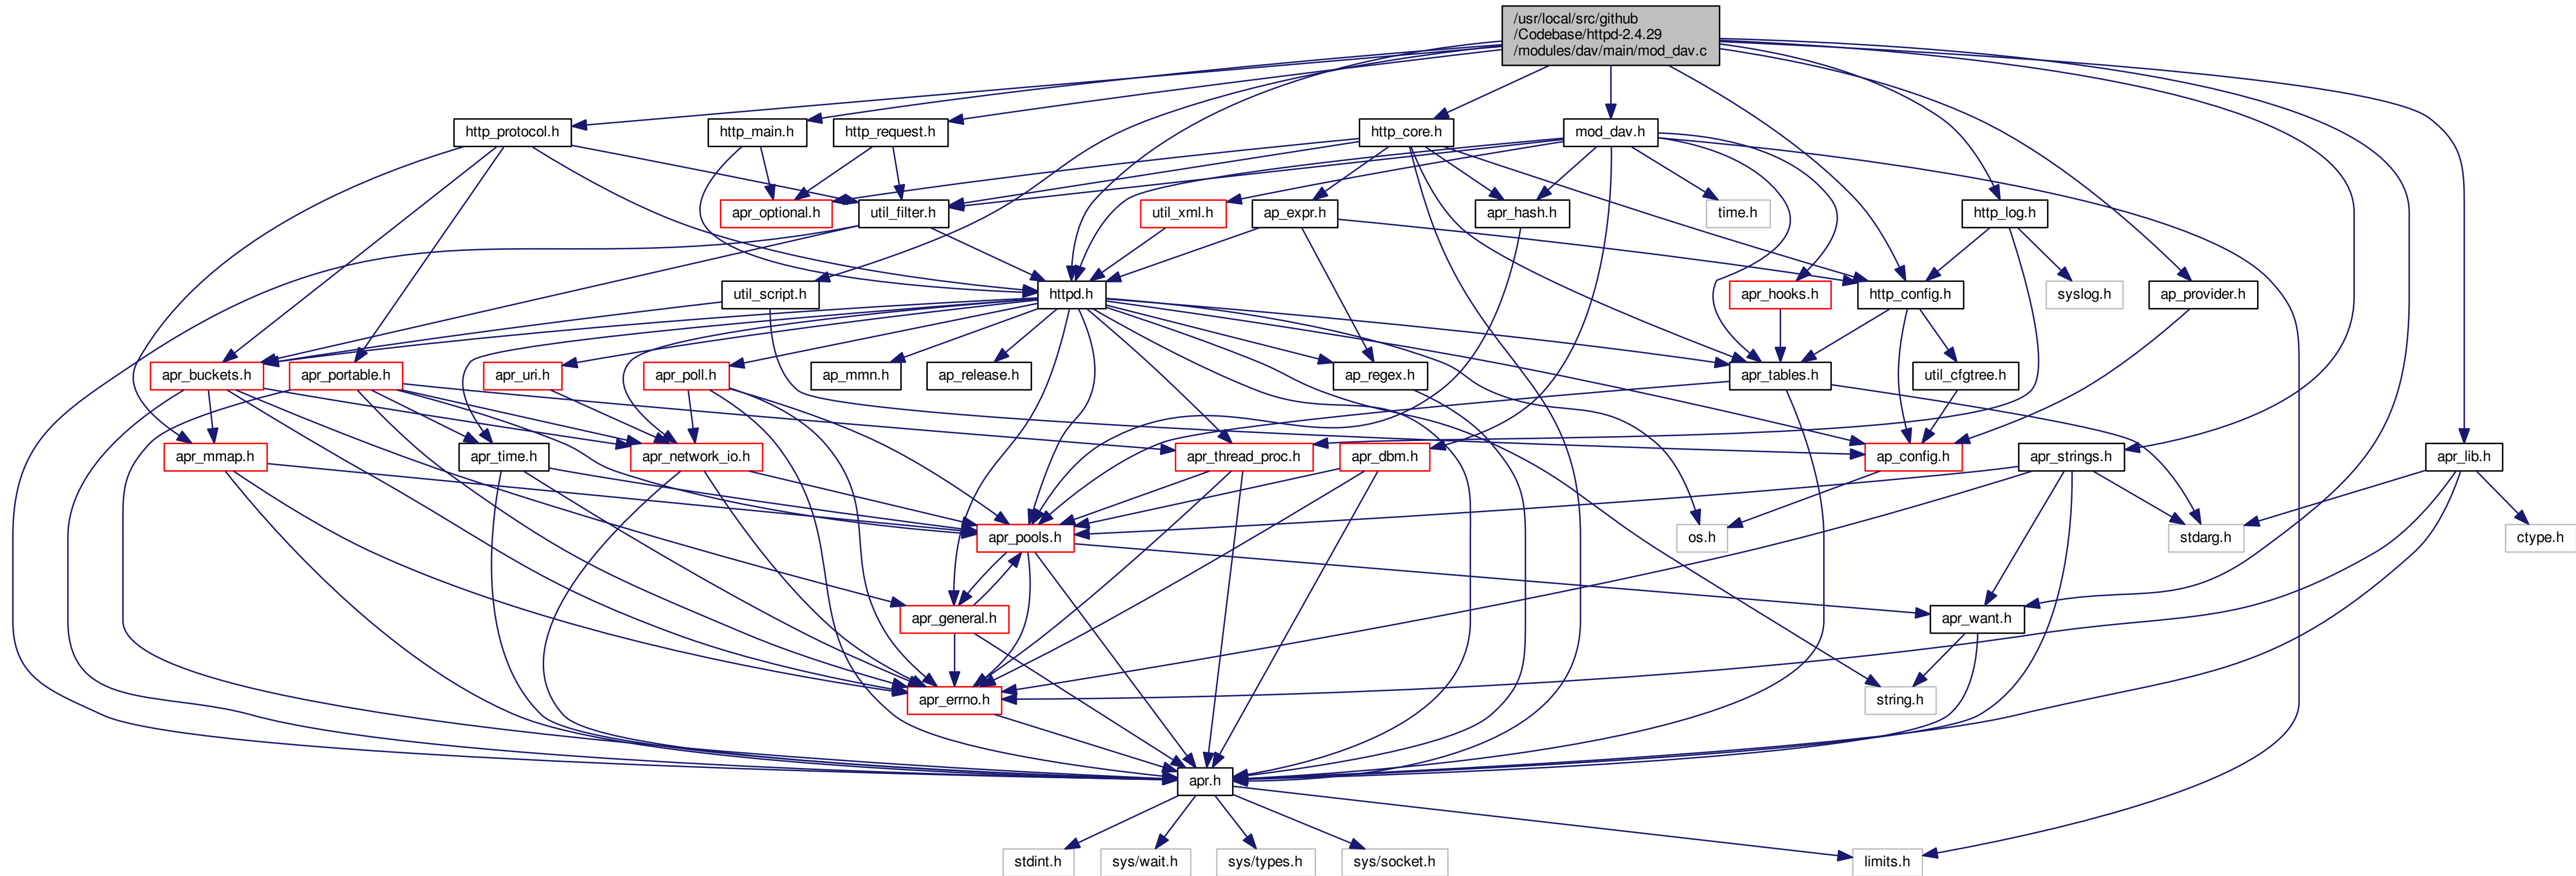 /usr/local/src/github
/Codebase/httpd-2.4.29
/modules/dav/main/mod_dav.c
http_protocol.h
http_main.h
http_request.h
http_core.h
mod_dav.h
apr_optional.h
util_filter.h
util_xml.h
ap_expr.h
apr_hash.h
time.h
http_log.h
util_script.h
httpd.h
apr_hooks.h
http_config.h
syslog.h
ap_provider.h
apr_buckets.h
apr_portable.h
apr_uri.h
apr_poll.h
ap_mmn.h
ap_release.h
ap_regex.h
apr_tables.h
util_cfgtree.h
apr_mmap.h
apr_time.h
apr_network_io.h
apr_thread_proc.h
apr_dbm.h
ap_config.h
apr_strings.h
apr_lib.h
apr_pools.h
os.h
stdarg.h
ctype.h
apr_general.h
apr_want.h
apr_errno.h
string.h
apr.h
stdint.h
sys/wait.h
sys/types.h
sys/socket.h
limits.h